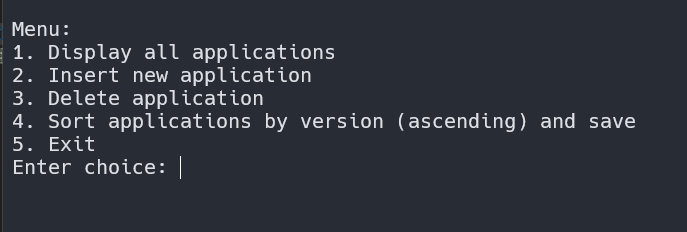 Menu:
1. Display all applications
2. Insert new application
3. Delete application
4. Sort applications by version (ascending) and save
5. Exit
Enter choice: